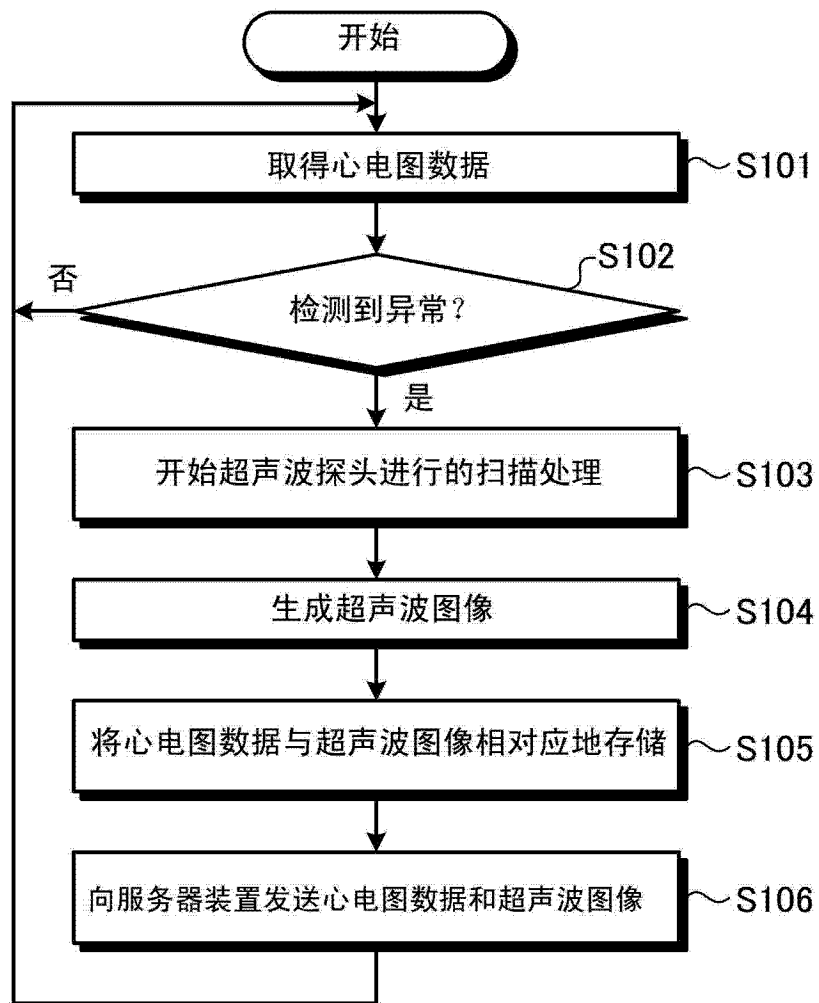 开始
取得心电图数据
S101
S102
否
检测到异常?
是
开始超声波探头进行的扫描处理
S103
生成超声波图像
S104
将心电图数据与超声波图像相对应地存储
S105
向服务器装置发送心电图数据和超声波图像
S106